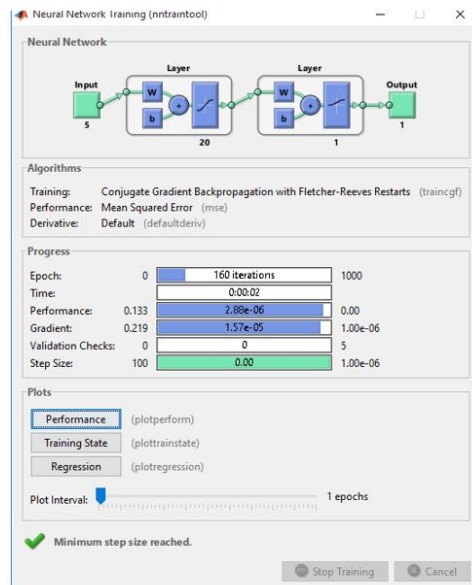 Neural Network Training (nntraintool)
Neural Network
Layer Layer
Input Output
W W
b b
+ +
5 20 1 1
Algorithms
Training: Conjugate Gradient Backpropagation with Fletcher-Reeves Restarts (traincgf)
Performance: Mean Squared Error (mse)
Derivative: Default (defaultderiv)
Progress
Epoch: 0 160 iterations 1000
Time: 0:00:02
Performance: 0.133 2.88e-06 0.00
Gradient: 0.219 1.57e-05 1.00e-06
Validation Checks: 0 0 5
Step Size: 100 0.00 1.00e-06
Plots
Performance (plotperform)
Training State (plottrainstate)
Regression (plotregression)
Plot Interval: 1 epochs
Minimum step size reached.
Stop Training Cancel